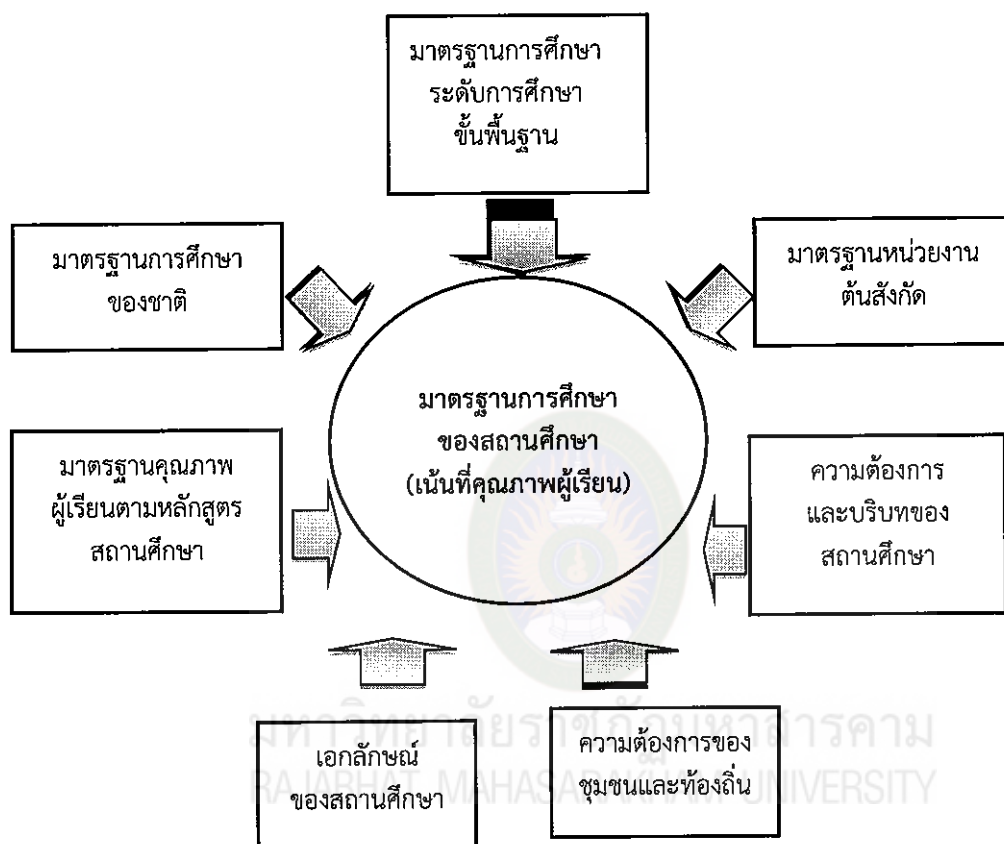 มาตรฐานการศึกษา
ระดับการศึกษา
ขั้นพื้นฐาน
มาตรฐานการศึกษา
ของชาติ
มาตรฐานหน่วยงาน
ต้นสังกัด
มาตรฐานการศึกษา
ของสถานศึกษา
(เน้นที่คุณภาพผู้เรียน)
มาตรฐานคุณภาพ
ผู้เรียนตามหลักสูตร
สถานศึกษา
ความต้องการ
และบริบทของ
สถานศึกษา
เอกลักษณ์
ของสถานศึกษา
ความต้องการของ
ชุมชนและท้องถิ่น
มหาวิทยาลัยราชภัฏมหาสารคาม
RAJABHAT MAHASARAKHAM UNIVERSITY